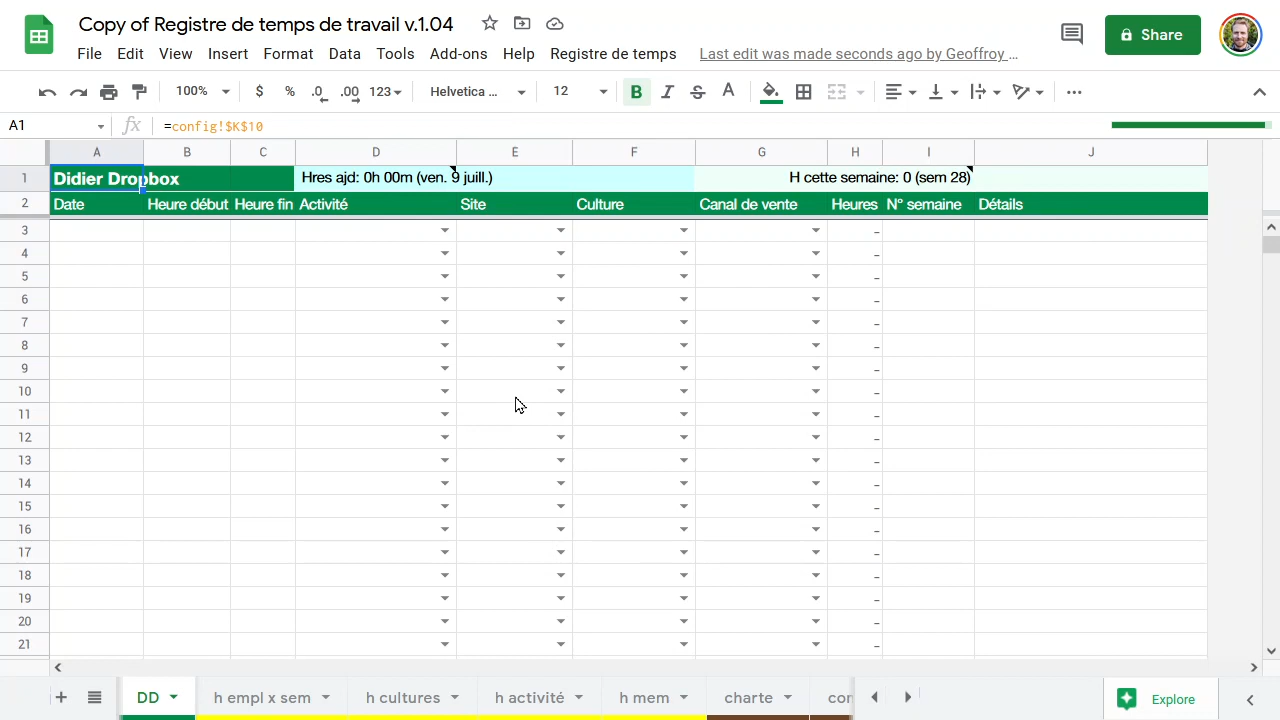 Copy of Registre de temps de travail v.1.04
File Edit View Insert Format Data Tools Add-ons Help Registre de temps Last edit was made seconds ago by Geoffroy …
Share
100% $ % .0 .00 123 Helvetica ... 12 B I S A
A1 fx =config!$K$10
A B C D E F G H I J
1 Didier Dropbox Hres ajd: 0h 00m (ven. 9 juill.) H cette semaine: 0 (sem 28)
2 Date Heure début Heure fin Activité Site Culture Canal de vente Heures N° semaine Détails
3 -
4 -
5 -
6 -
7 -
8 -
9 -
10 -
11 -
12 -
13 -
14 -
15 -
16 -
17 -
18 -
19 -
20 -
21 -
+ DD h empl x sem h cultures h activité h mem charte con Explore